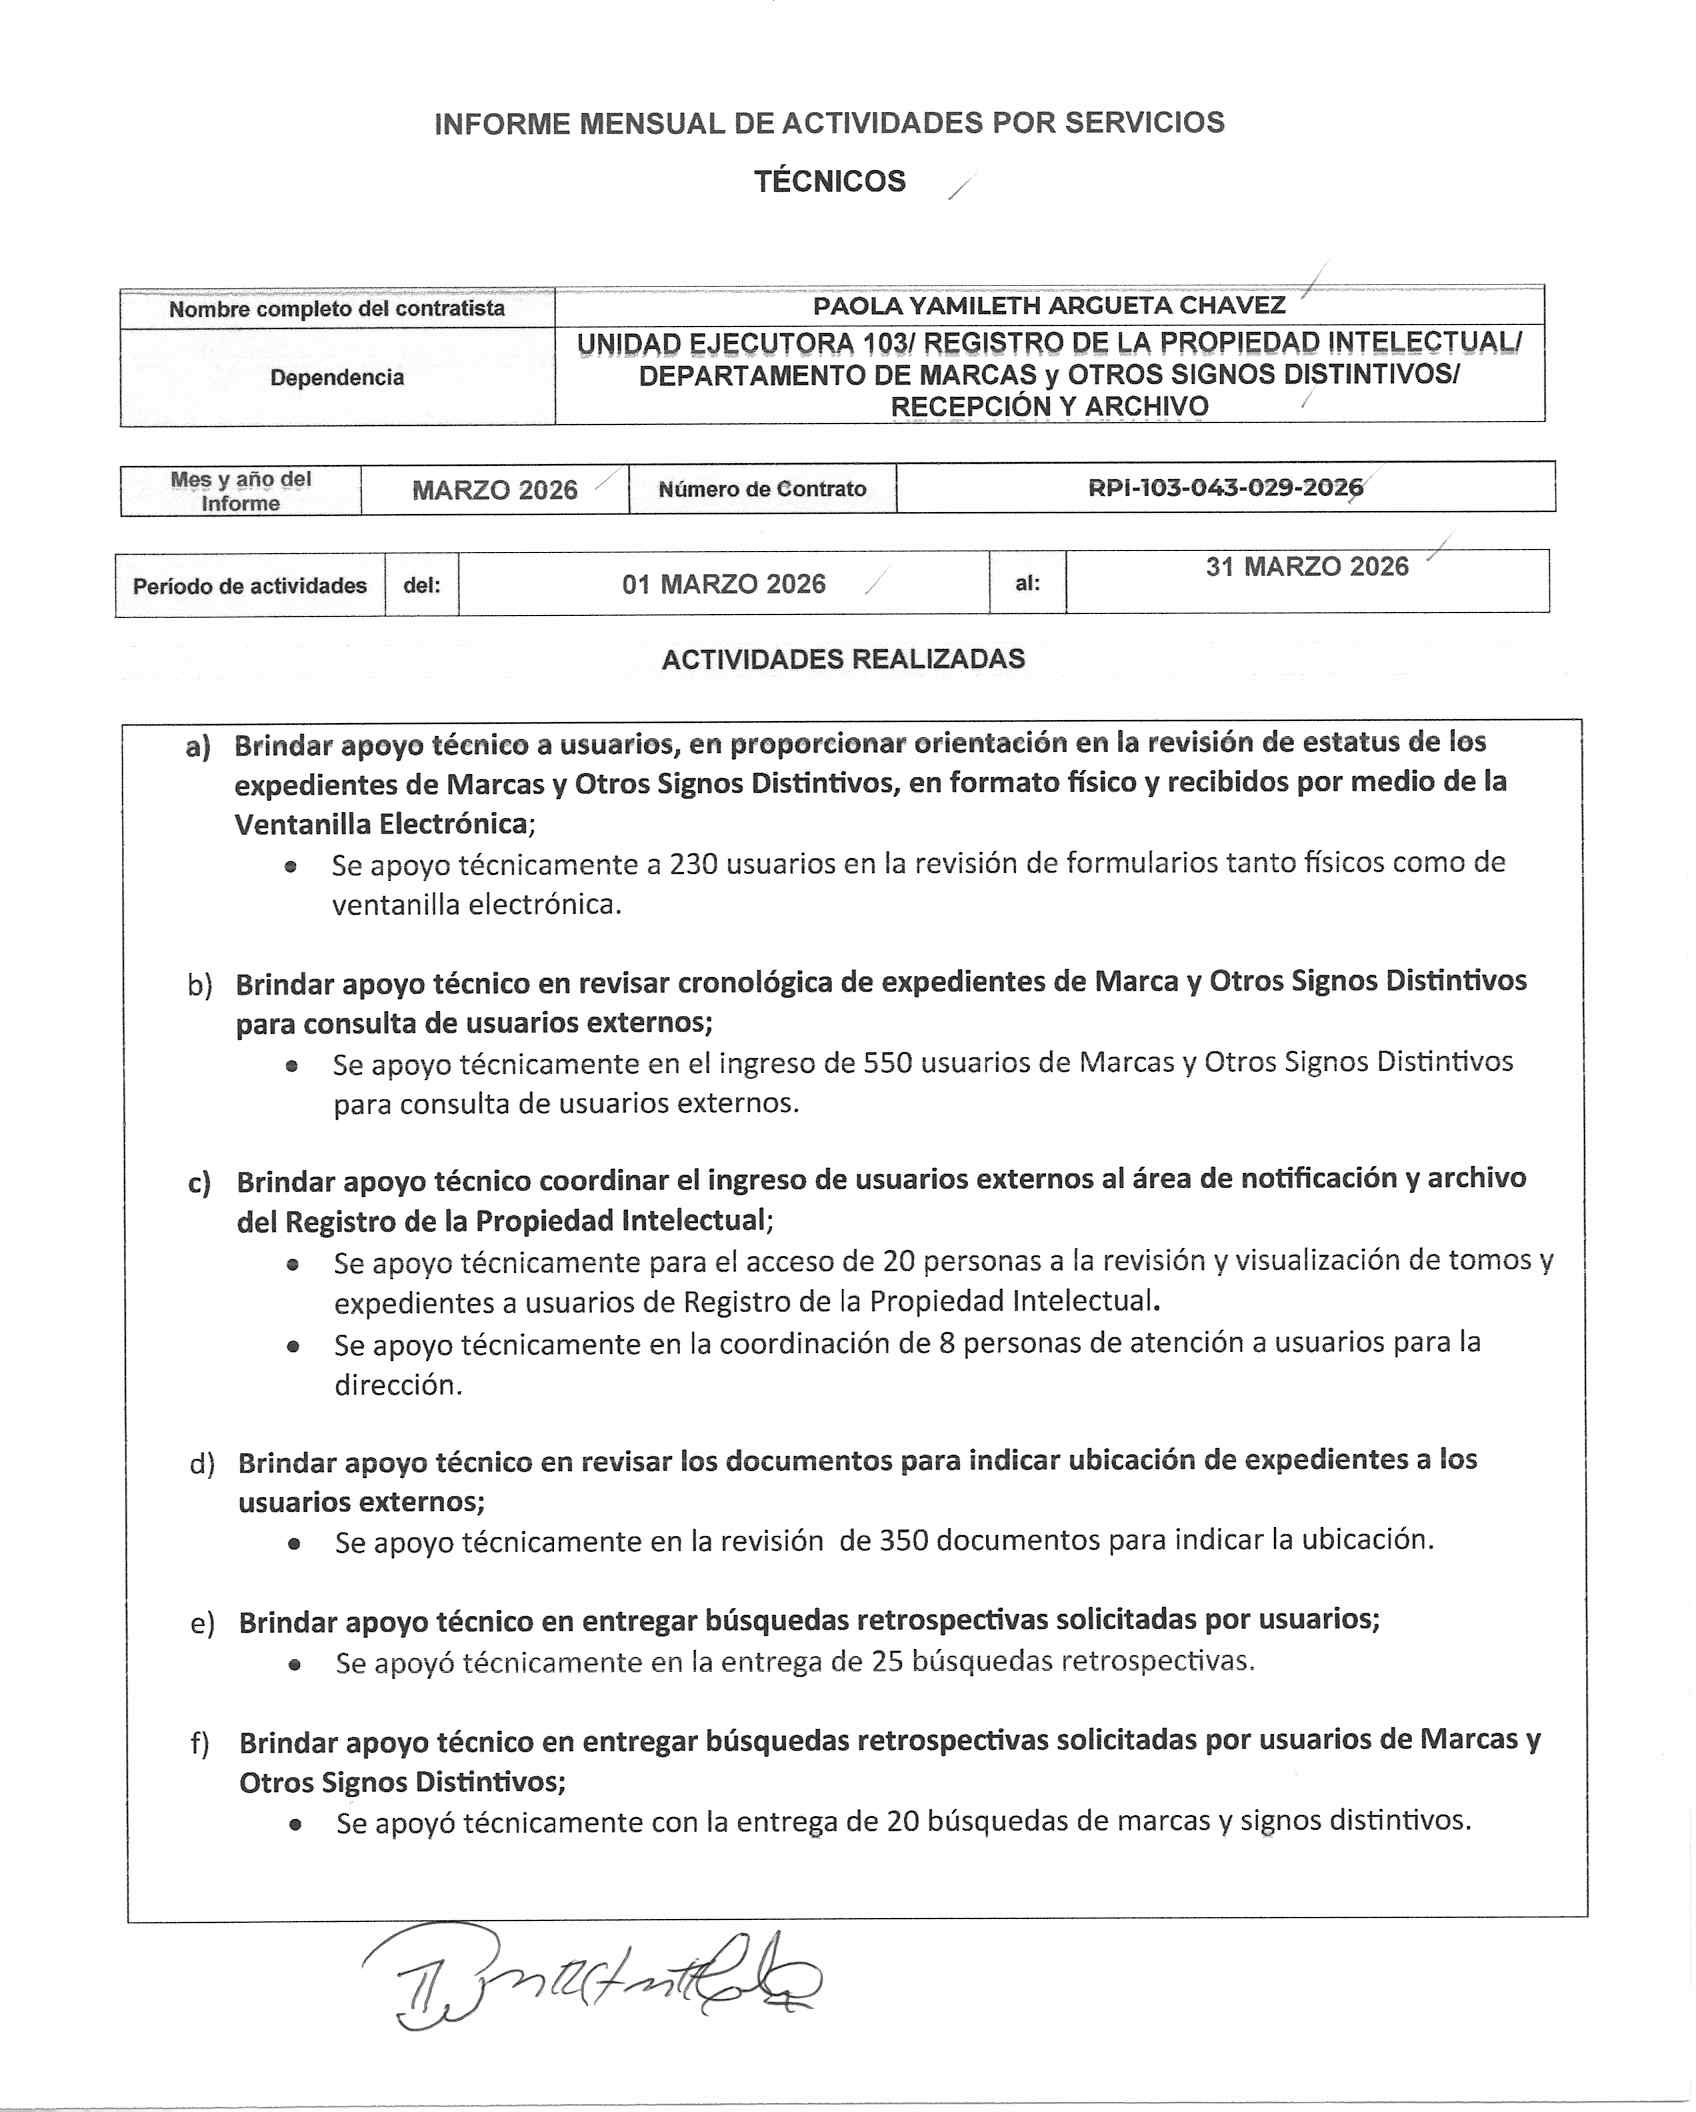 INFORME MENSUAL DE ACTIVIDADES POR SERVICIOS
TÉCNICOS
Nombre completo del contratista
PAOLA YAMILETH ARGUETA CHAVEZ
Dependencia
UNIDAD EJECUTORA 103/ REGISTRO DE LA PROPIEDAD INTELECTUAL/
DEPARTAMENTO DE MARCAS y OTROS SIGNOS DISTINTIVOS/
RECEPCIÓN Y ARCHIVO
Mes y año del
Informe
MARZO 2026
Número de Contrato
RPI-103-043-029-2026
Período de actividades
del:
01 MARZO 2026
al:
31 MARZO 2026
ACTIVIDADES REALIZADAS
a) Brindar apoyo técnico a usuarios, en proporcionar orientación en la revisión de estatus de los
expedientes de Marcas y Otros Signos Distintivos, en formato físico y recibidos por medio de la
Ventanilla Electrónica;
• Se apoyo técnicamente a 230 usuarios en la revisión de formularios tanto físicos como de
ventanilla electrónica.
b) Brindar apoyo técnico en revisar cronológica de expedientes de Marca y Otros Signos Distintivos
para consulta de usuarios externos;
• Se apoyo técnicamente en el ingreso de 550 usuarios de Marcas y Otros Signos Distintivos
para consulta de usuarios externos.
c) Brindar apoyo técnico coordinar el ingreso de usuarios externos al área de notificación y archivo
del Registro de la Propiedad Intelectual;
• Se apoyo técnicamente para el acceso de 20 personas a la revisión y visualización de tomos y
expedientes a usuarios de Registro de la Propiedad Intelectual.
• Se apoyo técnicamente en la coordinación de 8 personas de atención a usuarios para la
dirección.
d) Brindar apoyo técnico en revisar los documentos para indicar ubicación de expedientes a los
usuarios externos;
• Se apoyo técnicamente en la revisión de 350 documentos para indicar la ubicación.
e) Brindar apoyo técnico en entregar búsquedas retrospectivas solicitadas por usuarios;
• Se apoyó técnicamente en la entrega de 25 búsquedas retrospectivas.
f) Brindar apoyo técnico en entregar búsquedas retrospectivas solicitadas por usuarios de Marcas y
Otros Signos Distintivos;
• Se apoyó técnicamente con la entrega de 20 búsquedas de marcas y signos distintivos.